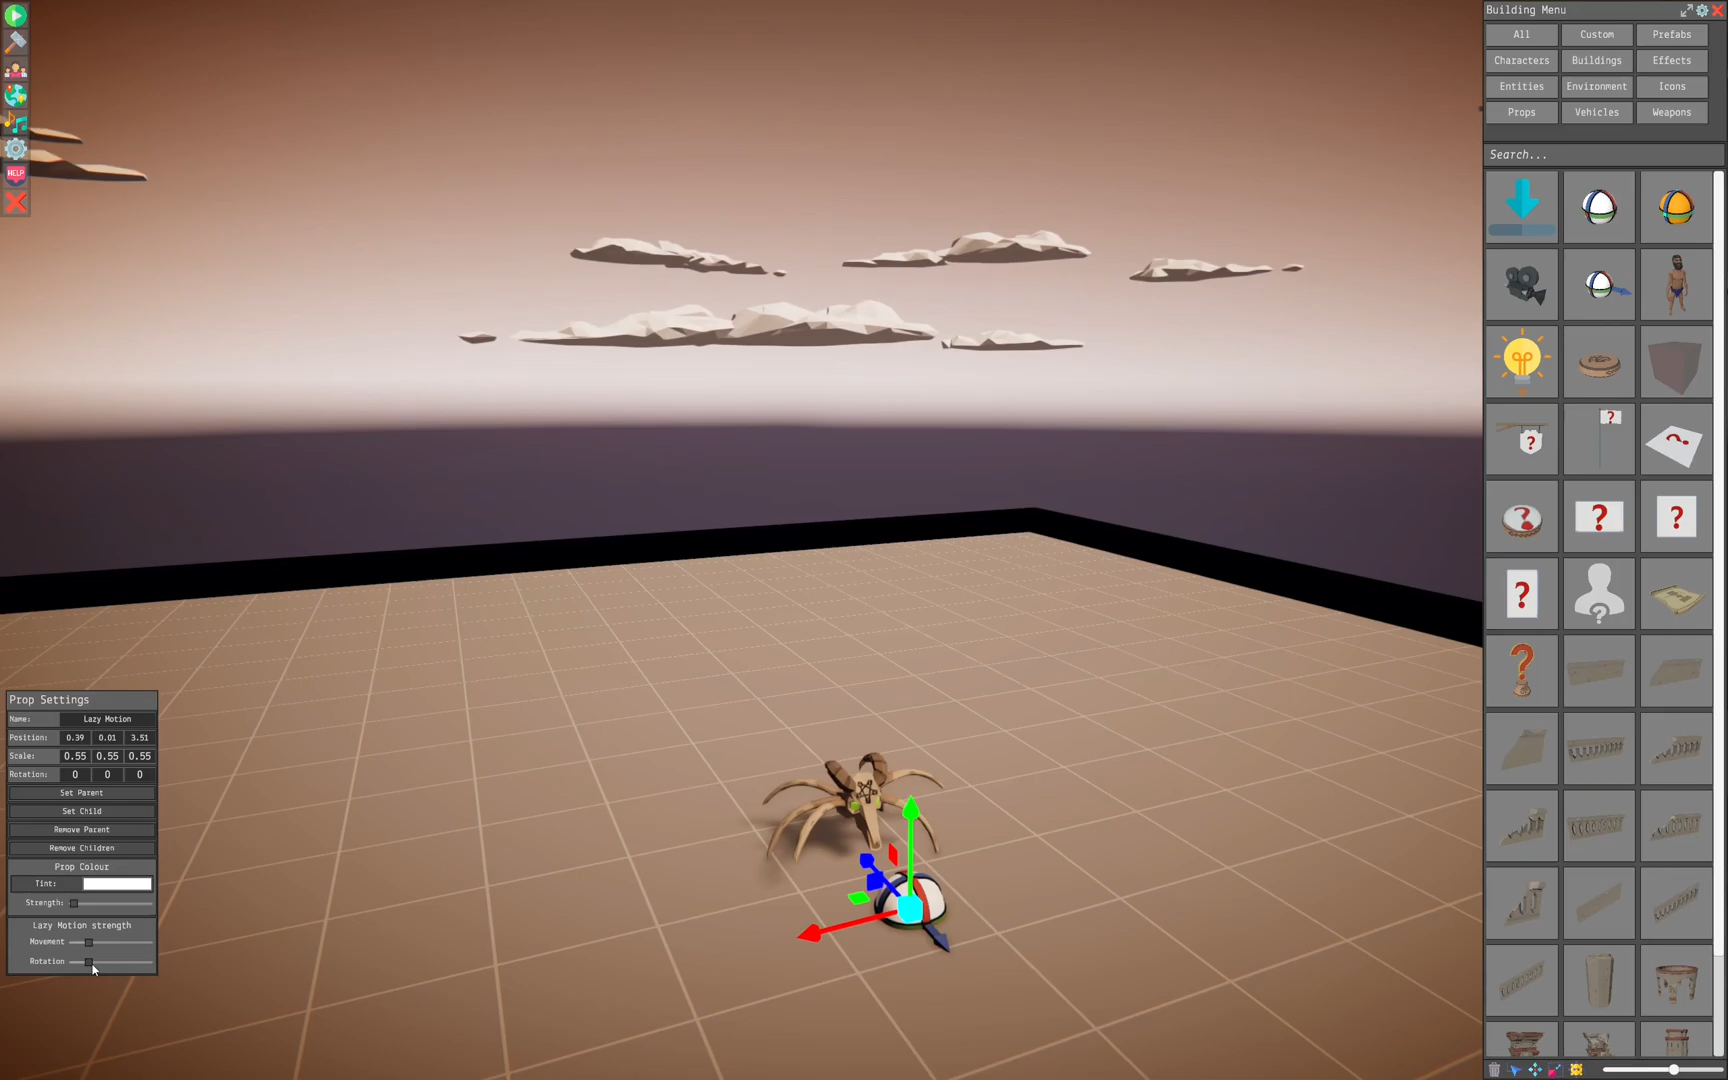 Building Menu
All
Custom
Prefabs
Characters
Buildings
Effects
Entities
Environment
Icons
Props
Vehicles
Weapons
Search...
HELP
Prop Settings
Name: Lazy Motion
Position: 0.39 0.01 3.51
Scale: 0.55 0.55 0.55
Rotation: 0 0 0
Set Parent
Set Child
Remove Parent
Remove Children
Prop Colour
Tint:
Strength:
Lazy Motion strength
Movement
Rotation
?
?
?
?
?
?
?
?